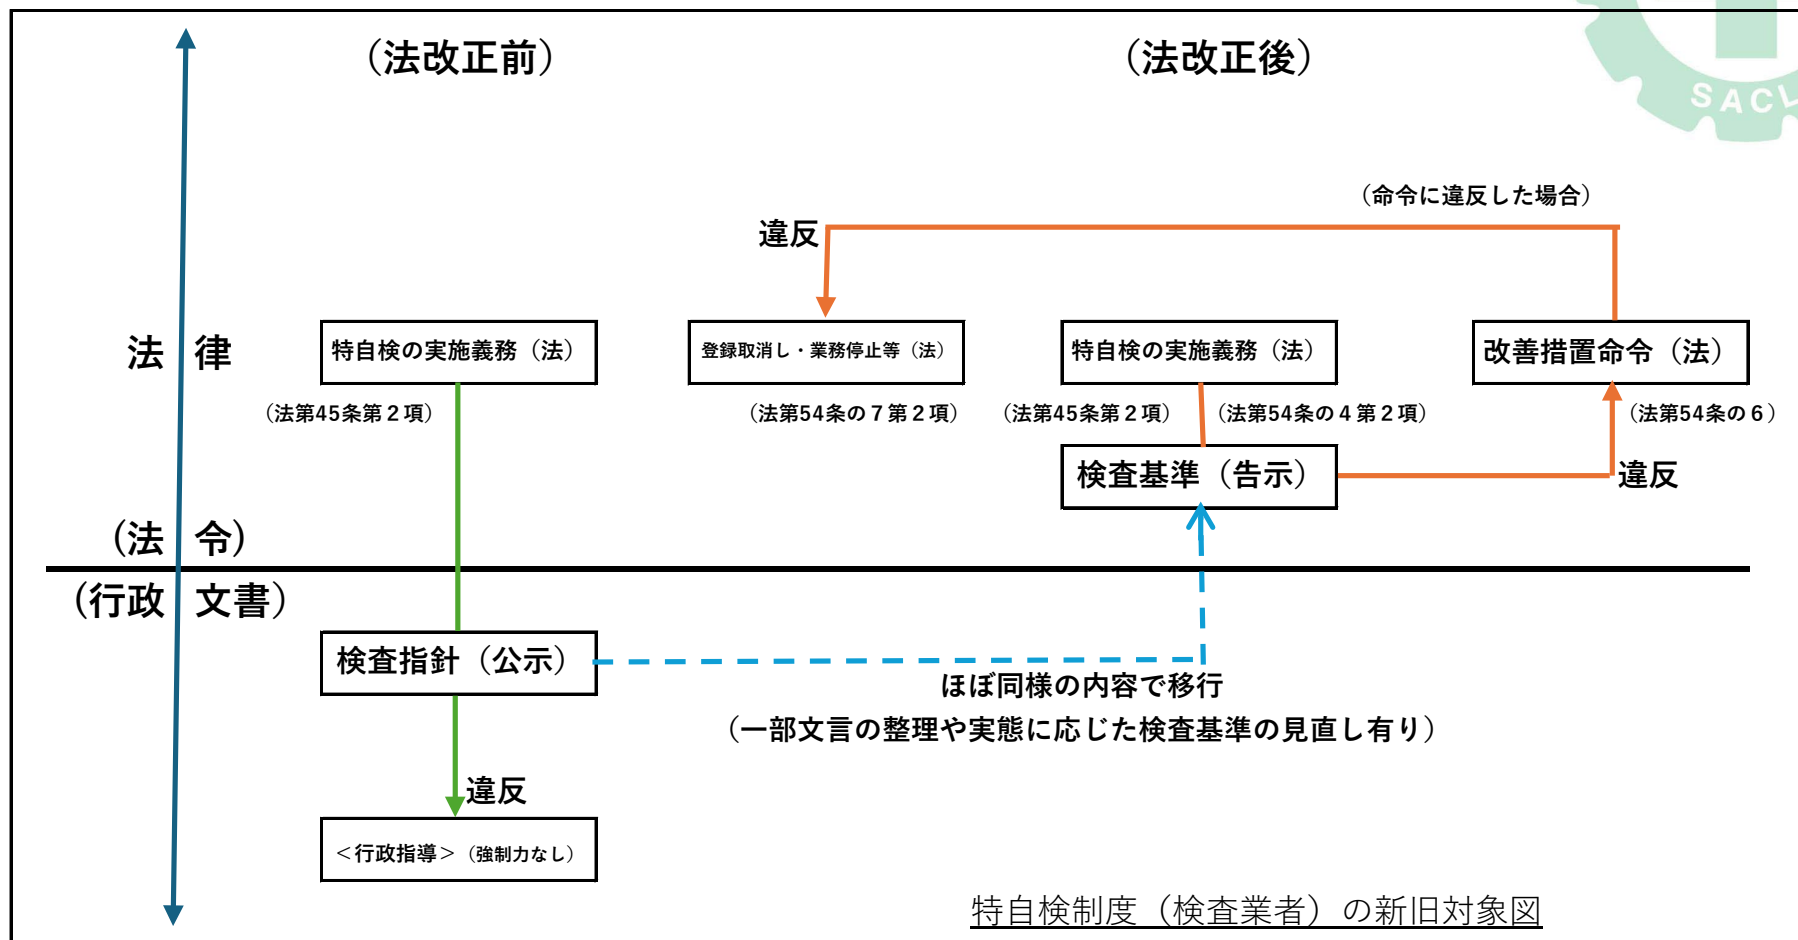 （法改正前）
（法改正後）
SACL
（命令に違反した場合）
違反
法 律
特自検の実施義務（法）
登録取消し・業務停止等（法）
特自検の実施義務（法）
改善措置命令（法）
（法第45条第２項）
（法第54条の７第２項）
（法第45条第２項）
（法第54条の４第２項）
（法第54条の６）
検査基準（告示）
違反
（法 令）
（行政 文書）
検査指針（公示）
ほぼ同様の内容で移行
（一部文言の整理や実態に応じた検査基準の見直し有り）
違反
＜行政指導＞（強制力なし）
特自検制度（検査業者）の新旧対象図